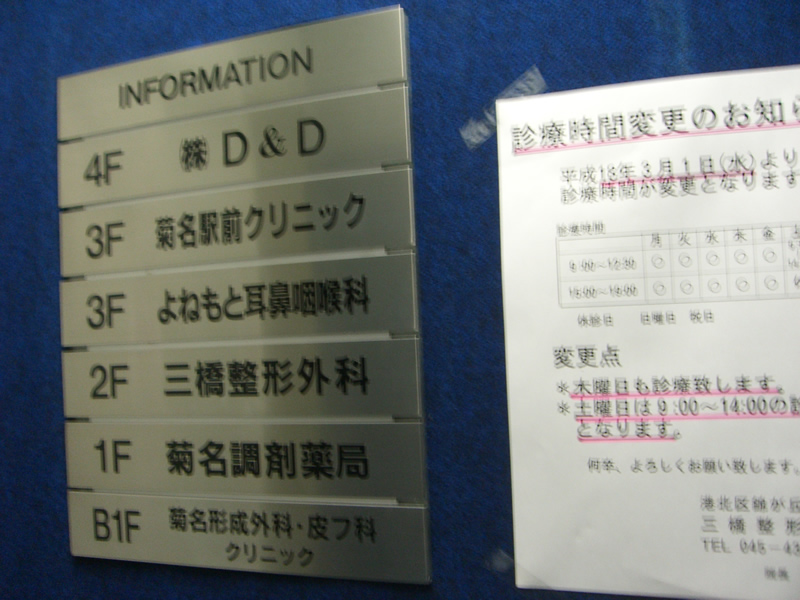 INFORMATION
4F ㈱ D & D
3F 菊名駅前クリニック
3F よねもと耳鼻咽喉科
2F 三橋整形外科
1F 菊名調剤薬局
B1F 菊名形成外科・皮フ科
クリニック
診療時間変更のお知ら
平成18年3月1日(水)より
診療時間が変更となります
診療時間
月 火 水 木 金
9:00～12:30 ○ ○ ○ ○ ○
15:00～19:00 ○ ○ ○ ○ ○
休診日 日曜日 祝日
変更点
＊木曜日も診療致します。
＊土曜日は9:00～14:00の診
となります。
何卒、よろしくお願い致します。
港北区
三橋整形
TEL 045-43